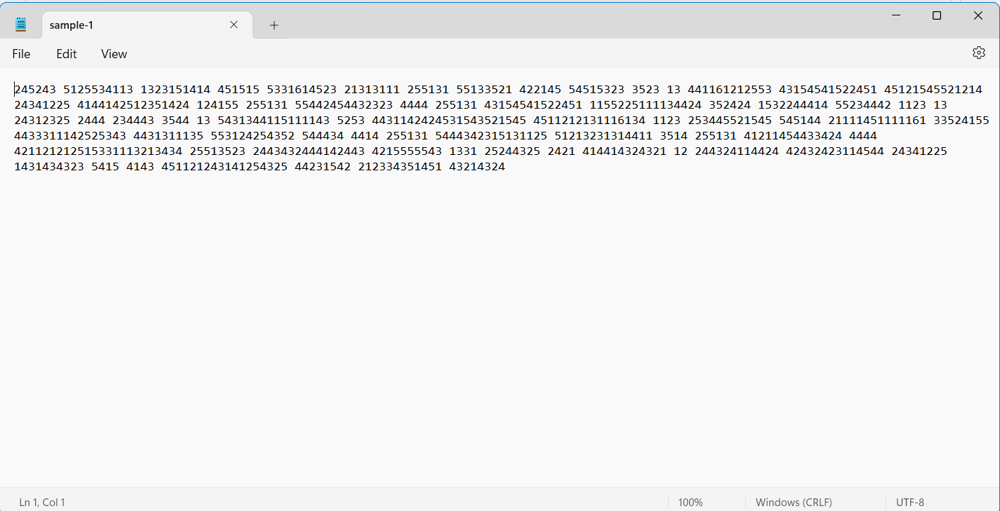 sample-1
File Edit View
245243 5125534113 1323151414 451515 5331614523 21313111 255131 55133521 422145 54515323 3523 13 441161212553 43154541522451 45121545521214
24341225 4144142512351424 124155 255131 55442454432323 4444 255131 43154541522451 1155225111134424 352424 1532244414 55234442 1123 13
24312325 2444 234443 3544 13 5431344115111143 5253 4431142424531543521545 4511212131116134 1123 253445521545 545144 21111451111161 33524155
4433311142525343 4431311135 553124254352 544434 4414 255131 5444342315131125 51213231314411 3514 255131 41211454433424 4444
4211212125153311132​13434 25513523 2443432444142443 4215555543 1331 25244325 2421 414414324321 12 244324114424 42432423114544 24341225
1431434323 5415 4143 451121243141254325 44231542 212334351451 43214324
Ln 1, Col 1 100% Windows (CRLF) UTF-8